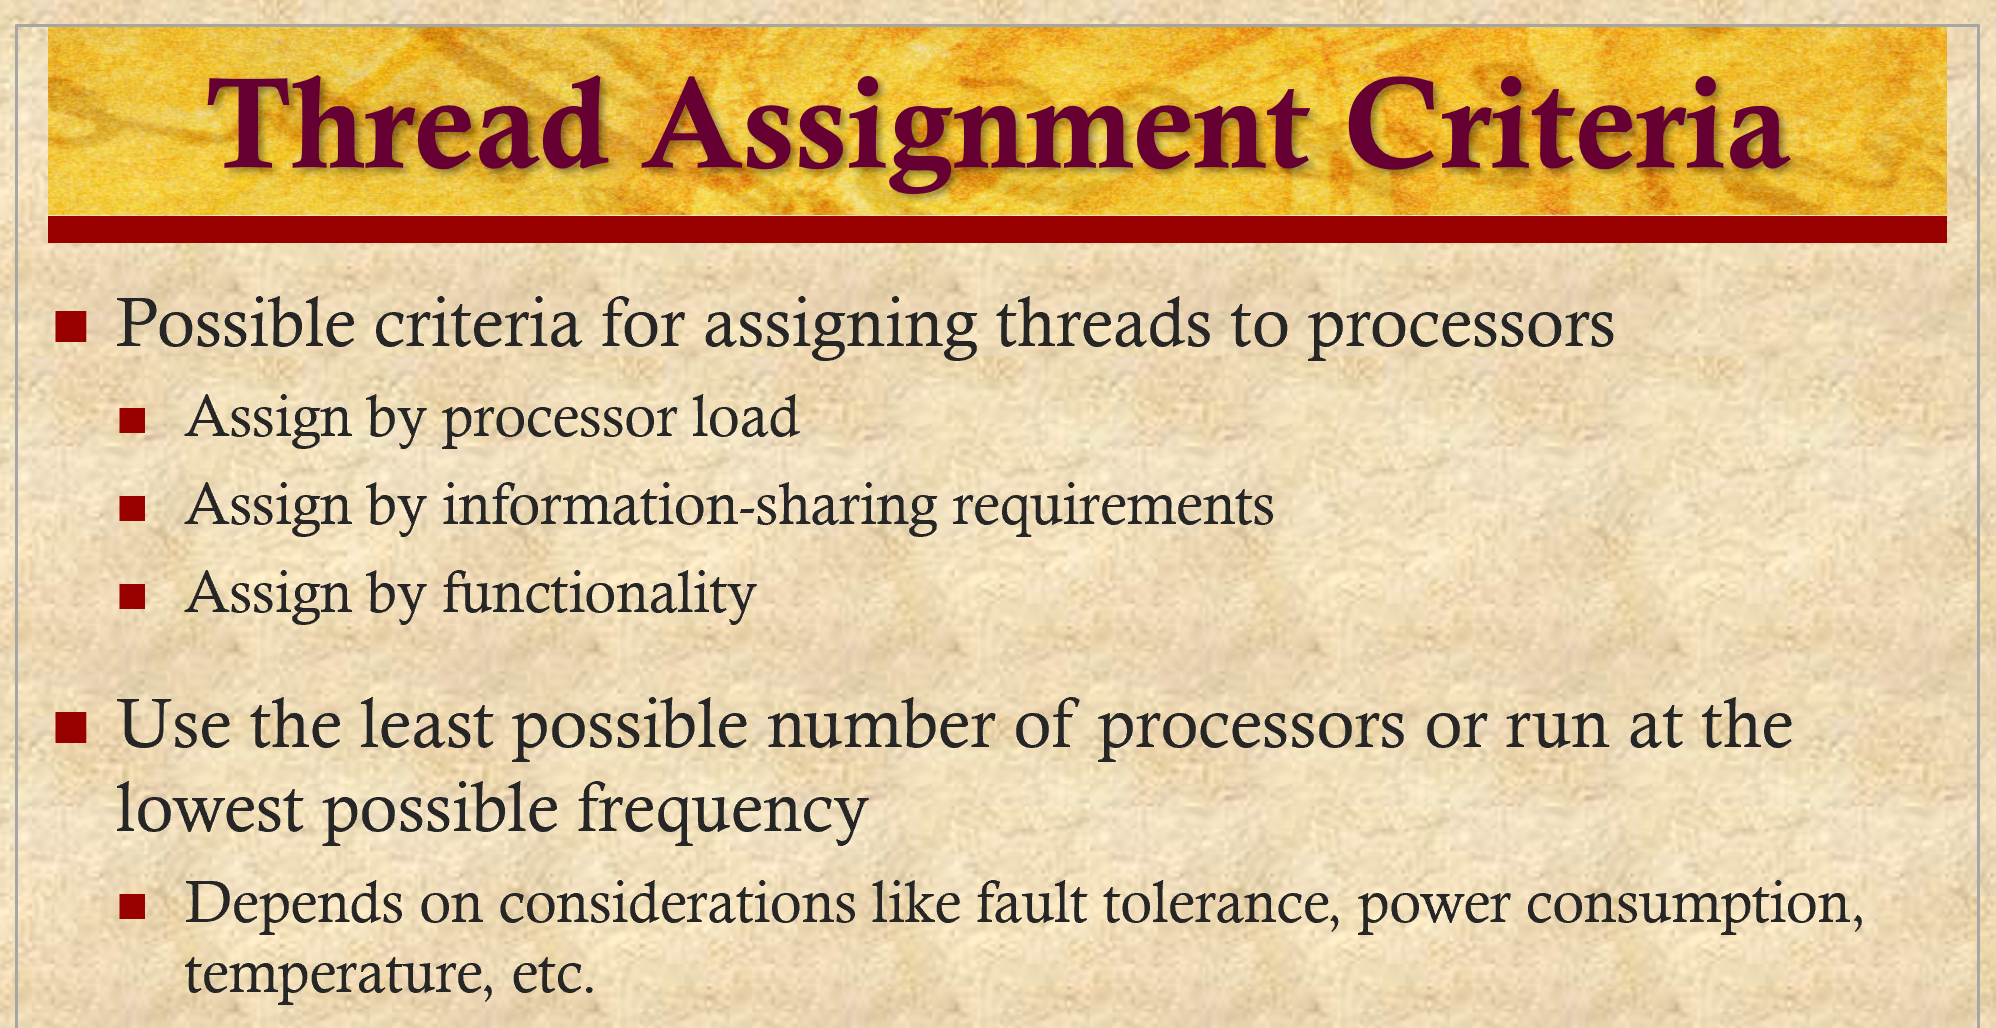 Thread Assignment Criteria
Possible criteria for assigning threads to processors
Assign by processor load
Assign by information-sharing requirements
Assign by functionality
Use the least possible number of processors or run at the
lowest possible frequency
Depends on considerations like fault tolerance, power consumption,
temperature, etc.